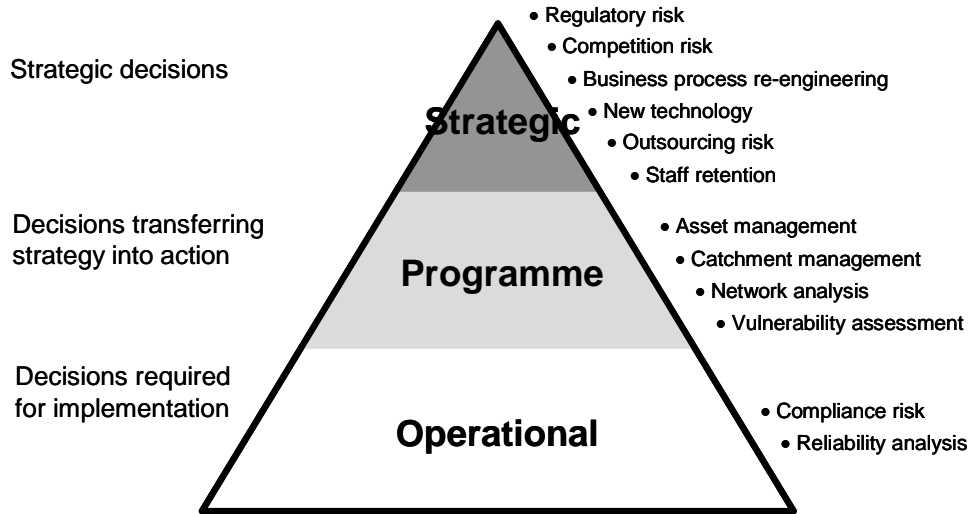 • Regulatory risk
• Competition risk
Strategic decisions
• Business process re-engineering
• New technology
Strategic
• Outsourcing risk
• Staff retention
Decisions transferring
strategy into action
• Asset management
• Catchment management
Programme
• Network analysis
• Vulnerability assessment
Decisions required
for implementation
• Compliance risk
Operational
• Reliability analysis